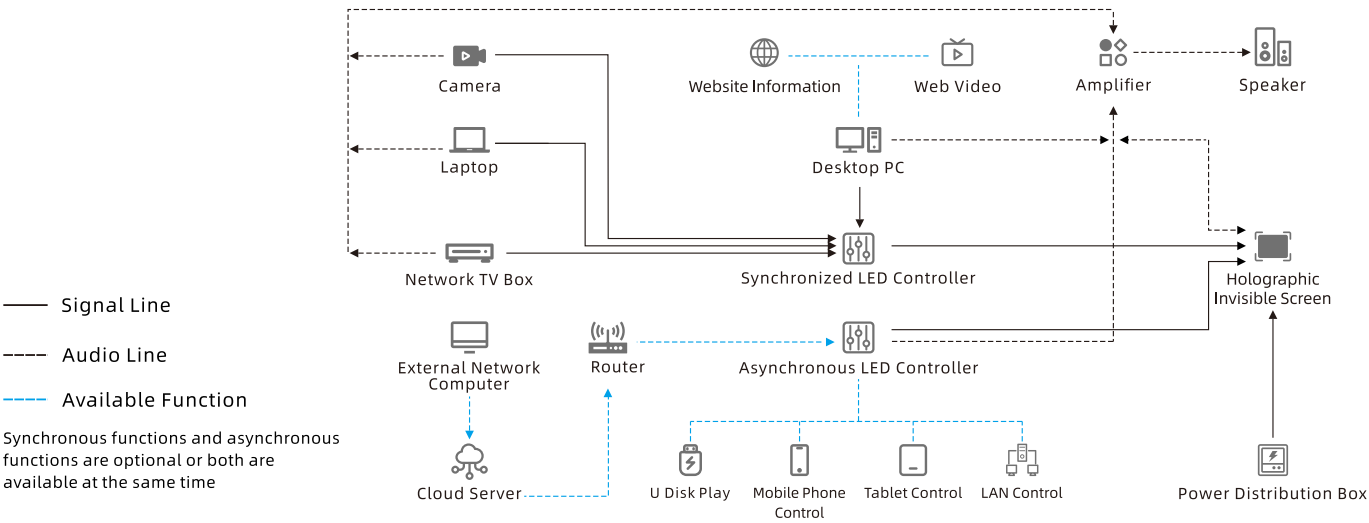 Camera
Website Information
Web Video
Amplifier
Speaker
Laptop
Desktop PC
Network TV Box
Synchronized LED Controller
Holographic
Invisible Screen
Signal Line
Audio Line
Available Function
Synchronous functions and asynchronous
functions are optional or both are
available at the same time
External Network
Computer
Router
Asynchronous LED Controller
Cloud Server
U Disk Play
Mobile Phone
Control
Tablet Control
LAN Control
Power Distribution Box